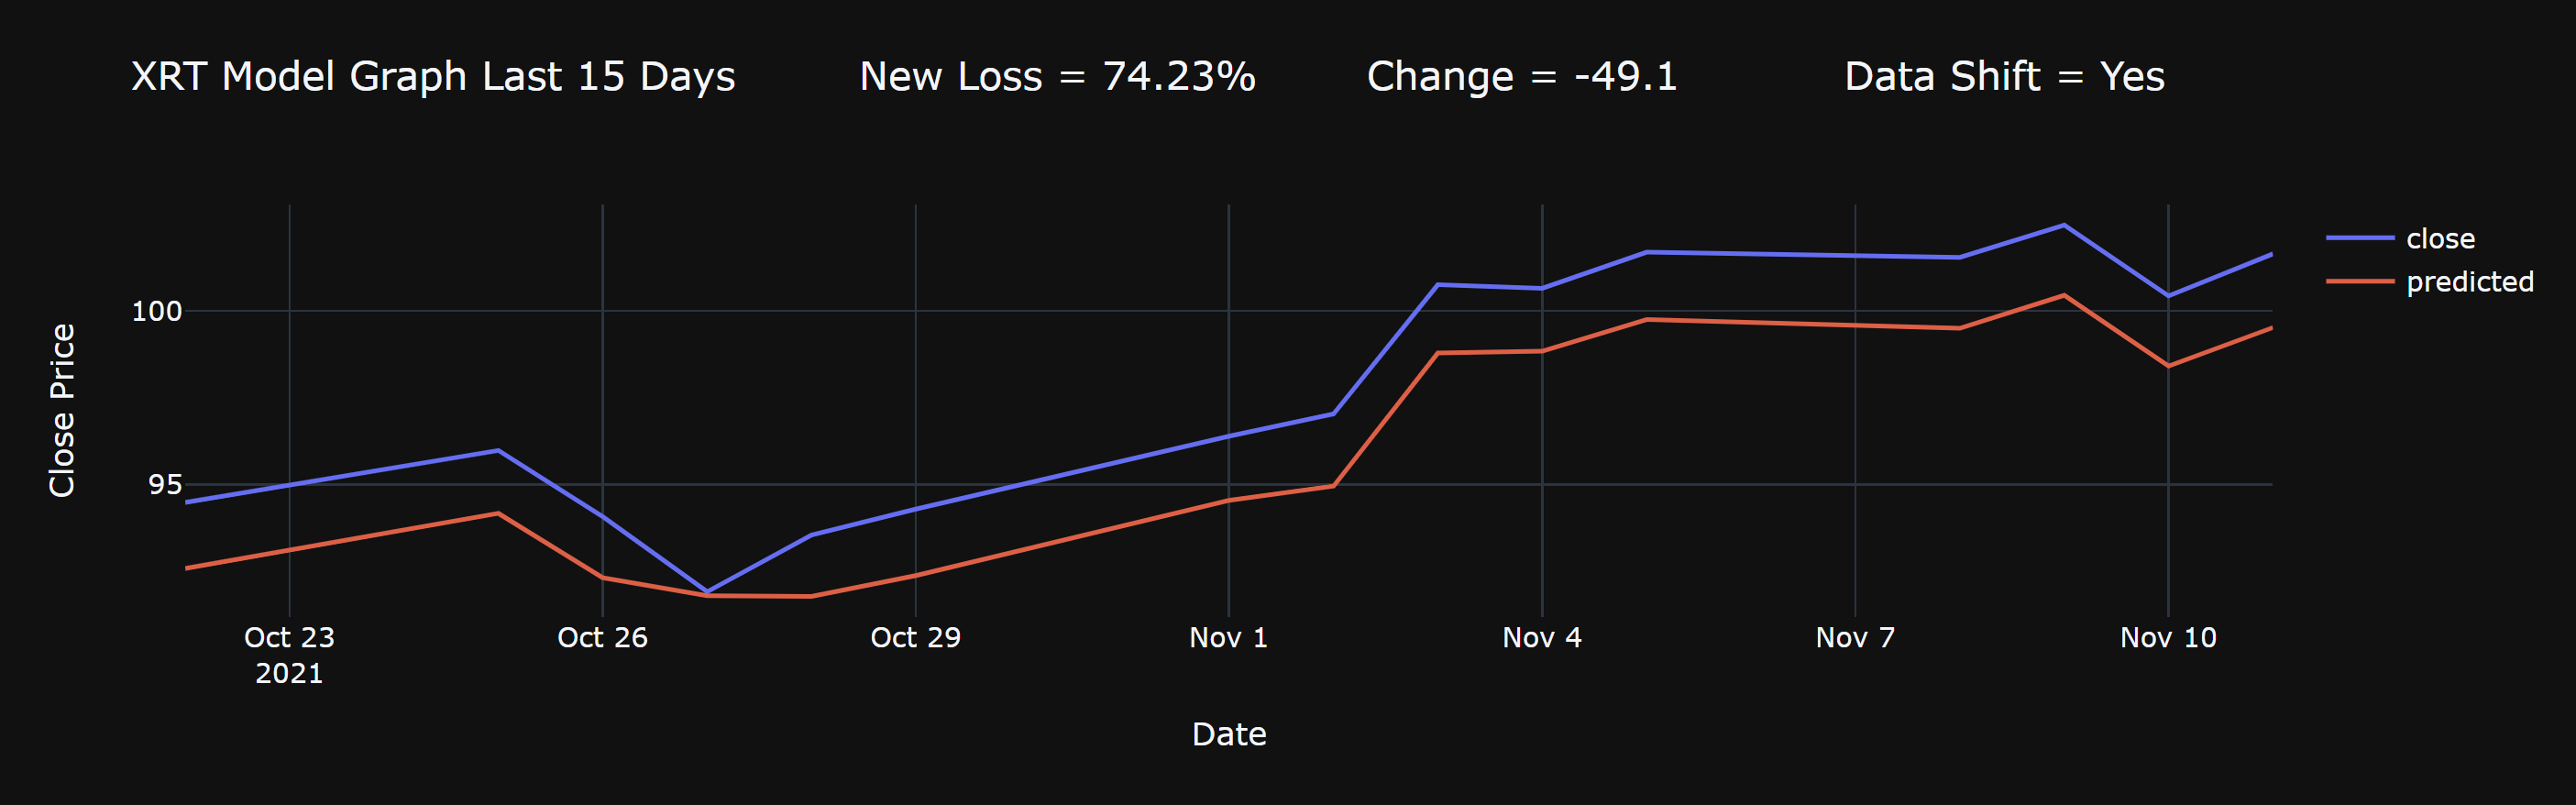 XRT Model Graph Last 15 Days New Loss = 74.23% Change = -49.1 Data Shift = Yes
close
predicted
Close Price
100
95
Oct 23 Oct 26 Oct 29 Nov 1 Nov 4 Nov 7 Nov 10
2021
Date